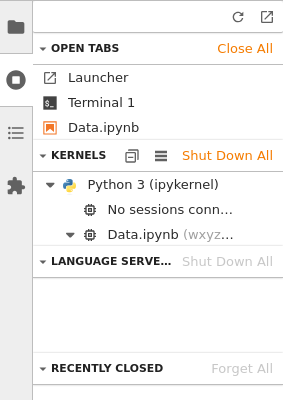 OPEN TABS Close All
Launcher
Terminal 1
Data.ipynb
KERNELS Shut Down All
Python 3 (ipykernel)
No sessions conn…
Data.ipynb (wxyz…
LANGUAGE SERVE… Shut Down All
RECENTLY CLOSED Forget All